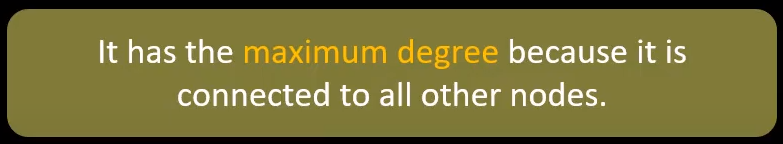 It has the maximum degree because it is
connected to all other nodes.